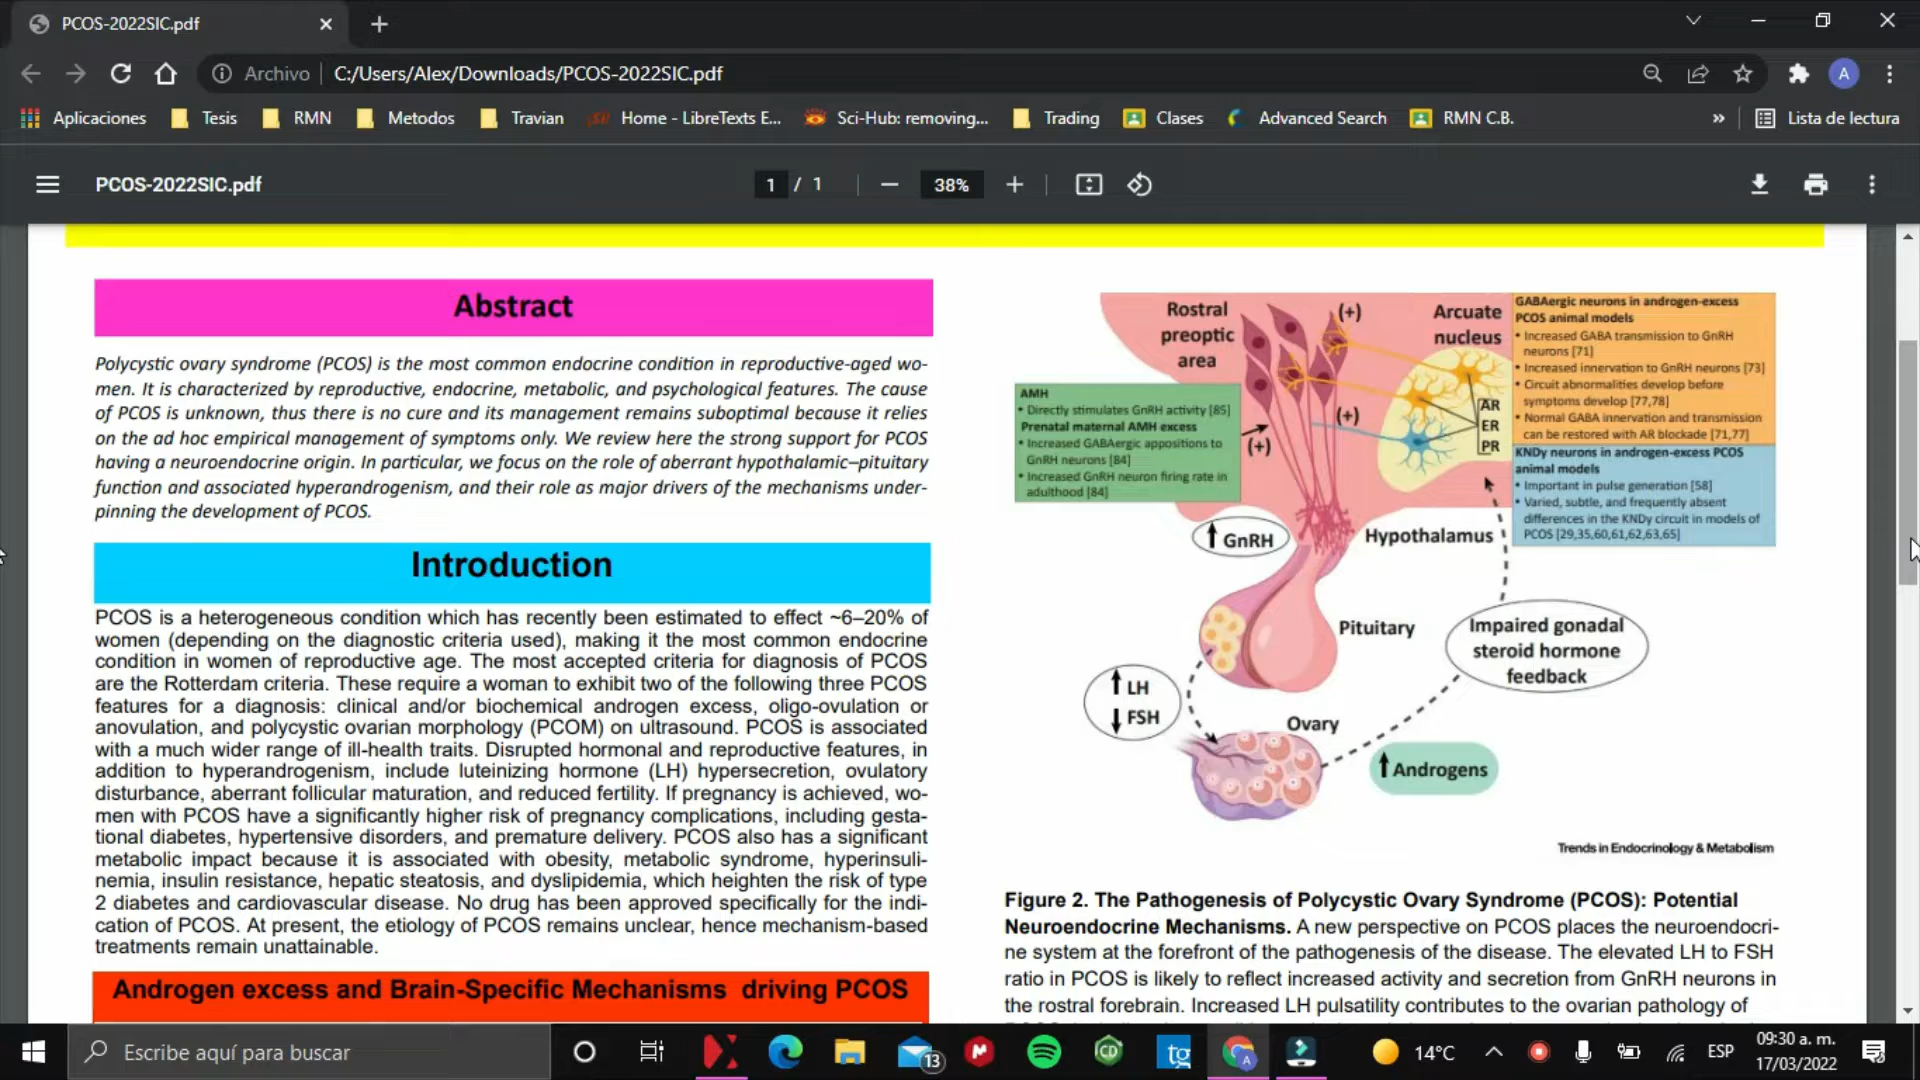 PCOS-2022SIC.pdf
Archivo
C:/Users/Alex/Downloads/PCOS-2022SIC.pdf
A
Aplicaciones
Tesis
RMN
Metodos
Travian
Home - LibreTexts E...
Sci-Hub: removing...
Trading
Clases
Advanced Search
RMN C.B.
»
Lista de lectura
PCOS-2022SIC.pdf
1 / 1
38%
Abstract
Polycystic ovary syndrome (PCOS) is the most common endocrine condition in reproductive-aged wo-
men. It is characterized by reproductive, endocrine, metabolic, and psychological features. The cause
of PCOS is unknown, thus there is no cure and its management remains suboptimal because it relies
on the ad hoc empirical management of symptoms only. We review here the strong support for PCOS
having a neuroendocrine origin. In particular, we focus on the role of aberrant hypothalamic–pituitary
function and associated hyperandrogenism, and their role as major drivers of the mechanisms under-
pinning the development of PCOS.
Introduction
PCOS is a heterogeneous condition which has recently been estimated to effect ~6–20% of
women (depending on the diagnostic criteria used), making it the most common endocrine
condition in women of reproductive age. The most accepted criteria for diagnosis of PCOS
are the Rotterdam criteria. These require a woman to exhibit two of the following three PCOS
features for a diagnosis: clinical and/or biochemical androgen excess, oligo-ovulation or
anovulation, and polycystic ovarian morphology (PCOM) on ultrasound. PCOS is associated
with a much wider range of ill-health traits. Disrupted hormonal and reproductive features, in
addition to hyperandrogenism, include luteinizing hormone (LH) hypersecretion, ovulatory
disturbance, aberrant follicular maturation, and reduced fertility. If pregnancy is achieved, wo-
men with PCOS have a significantly higher risk of pregnancy complications, including gesta-
tional diabetes, hypertensive disorders, and premature delivery. PCOS also has a significant
metabolic impact because it is associated with obesity, metabolic syndrome, hyperinsuli-
nemia, insulin resistance, hepatic steatosis, and dyslipidemia, which heighten the risk of type
2 diabetes and cardiovascular disease. No drug has been approved specifically for the indi-
cation of PCOS. At present, the etiology of PCOS remains unclear, hence mechanism-based
treatments remain unattainable.
Androgen excess and Brain-Specific Mechanisms driving PCOS
Rostral
preoptic
area
(+)
Arcuate
nucleus
GABAergic neurons in androgen-excess
PCOS animal models
• Increased GABA transmission to GnRH
neurons [71]
• Increased innervation to GnRH neurons [73]
• Circuit abnormalities develop before
symptoms develop [77,78]
• Normal GABA innervation and transmission
can be restored with AR blockade [71,77]
KNDy neurons in androgen-excess PCOS
animal models
• Important in pulse generation [58]
• Varied, subtle, and frequently absent
differences in the KNDy circuit in models of
PCOS [29,35,60,61,62,63,65]
AMH
• Directly stimulates GnRH activity [85]
Prenatal maternal AMH excess
• Increased GABAergic appositions to
GnRH neurons [84]
• Increased GnRH neuron firing rate in
adulthood [84]
(+)
(+)
AR
ER
PR
GnRH
Hypothalamus
Pituitary
Impaired gonadal
steroid hormone
feedback
LH
FSH
Ovary
Androgens
Trends in Endocrinology & Metabolism
Figure 2. The Pathogenesis of Polycystic Ovary Syndrome (PCOS): Potential
Neuroendocrine Mechanisms. A new perspective on PCOS places the neuroendocri-
ne system at the forefront of the pathogenesis of the disease. The elevated LH to FSH
ratio in PCOS is likely to reflect increased activity and secretion from GnRH neurons in
the rostral forebrain. Increased LH pulsatility contributes to the ovarian pathology of
Escribe aquí para buscar
13
CD
tg
A
14°C
ESP
09:30 a. m.
17/03/2022